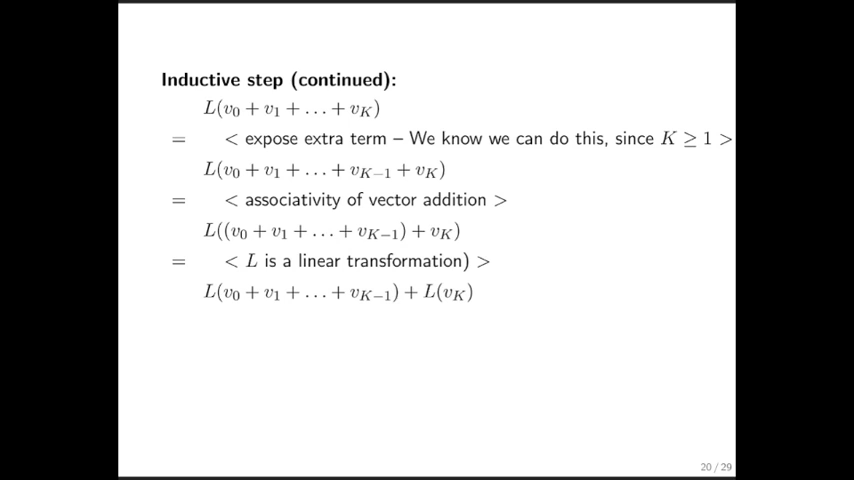 Inductive step (continued):
L(v₀ + v₁ + … + v_K)
= < expose extra term – We know we can do this, since K ≥ 1 >
L(v₀ + v₁ + … + v_{K−1} + v_K)
= < associativity of vector addition >
L((v₀ + v₁ + … + v_{K−1}) + v_K)
= < L is a linear transformation) >
L(v₀ + v₁ + … + v_{K−1}) + L(v_K)
20 / 29